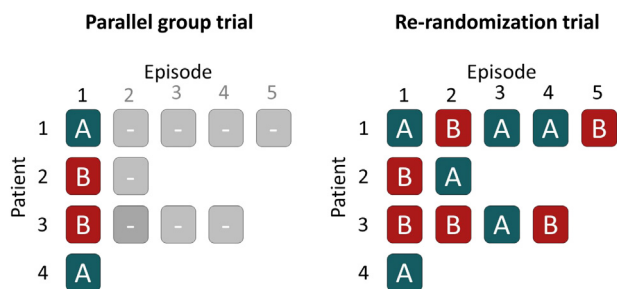 Parallel group trial
Episode
1 2 3 4 5
Patient
1 A - - - -
2 B -
3 B - - -
4 A
Re-randomization trial
Episode
1 2 3 4 5
Patient
1 A B A A B
2 B A
3 B B A B
4 A